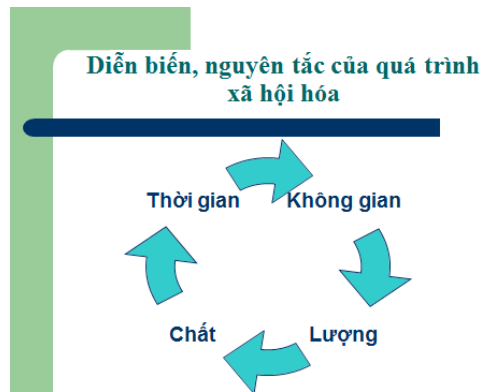 Diễn biến, nguyên tắc của quá trình
xã hội hóa
Thời gian
Không gian
Chất
Lượng